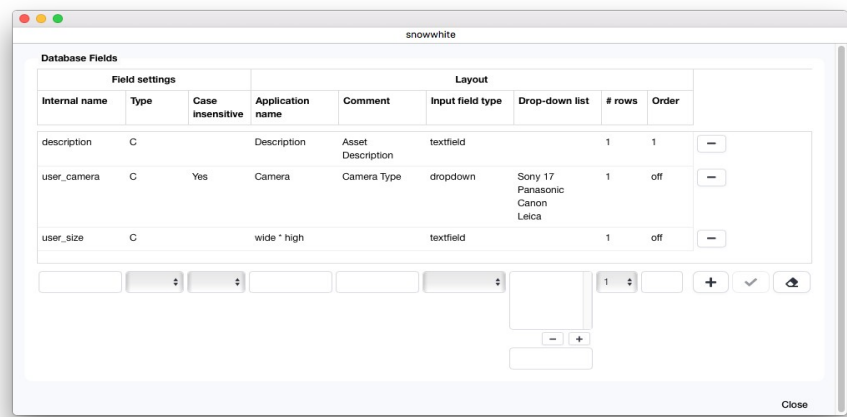 snowwhite
Database Fields
Field settings Layout
Internal name Type Case insensitive Application name Comment Input field type Drop-down list # rows Order
description C Description Asset Description textfield 1 1
user_camera C Yes Camera Camera Type dropdown Sony 17 1 off
Panasonic
Canon
Leica
user_size C wide * high textfield 1 off
1
Close